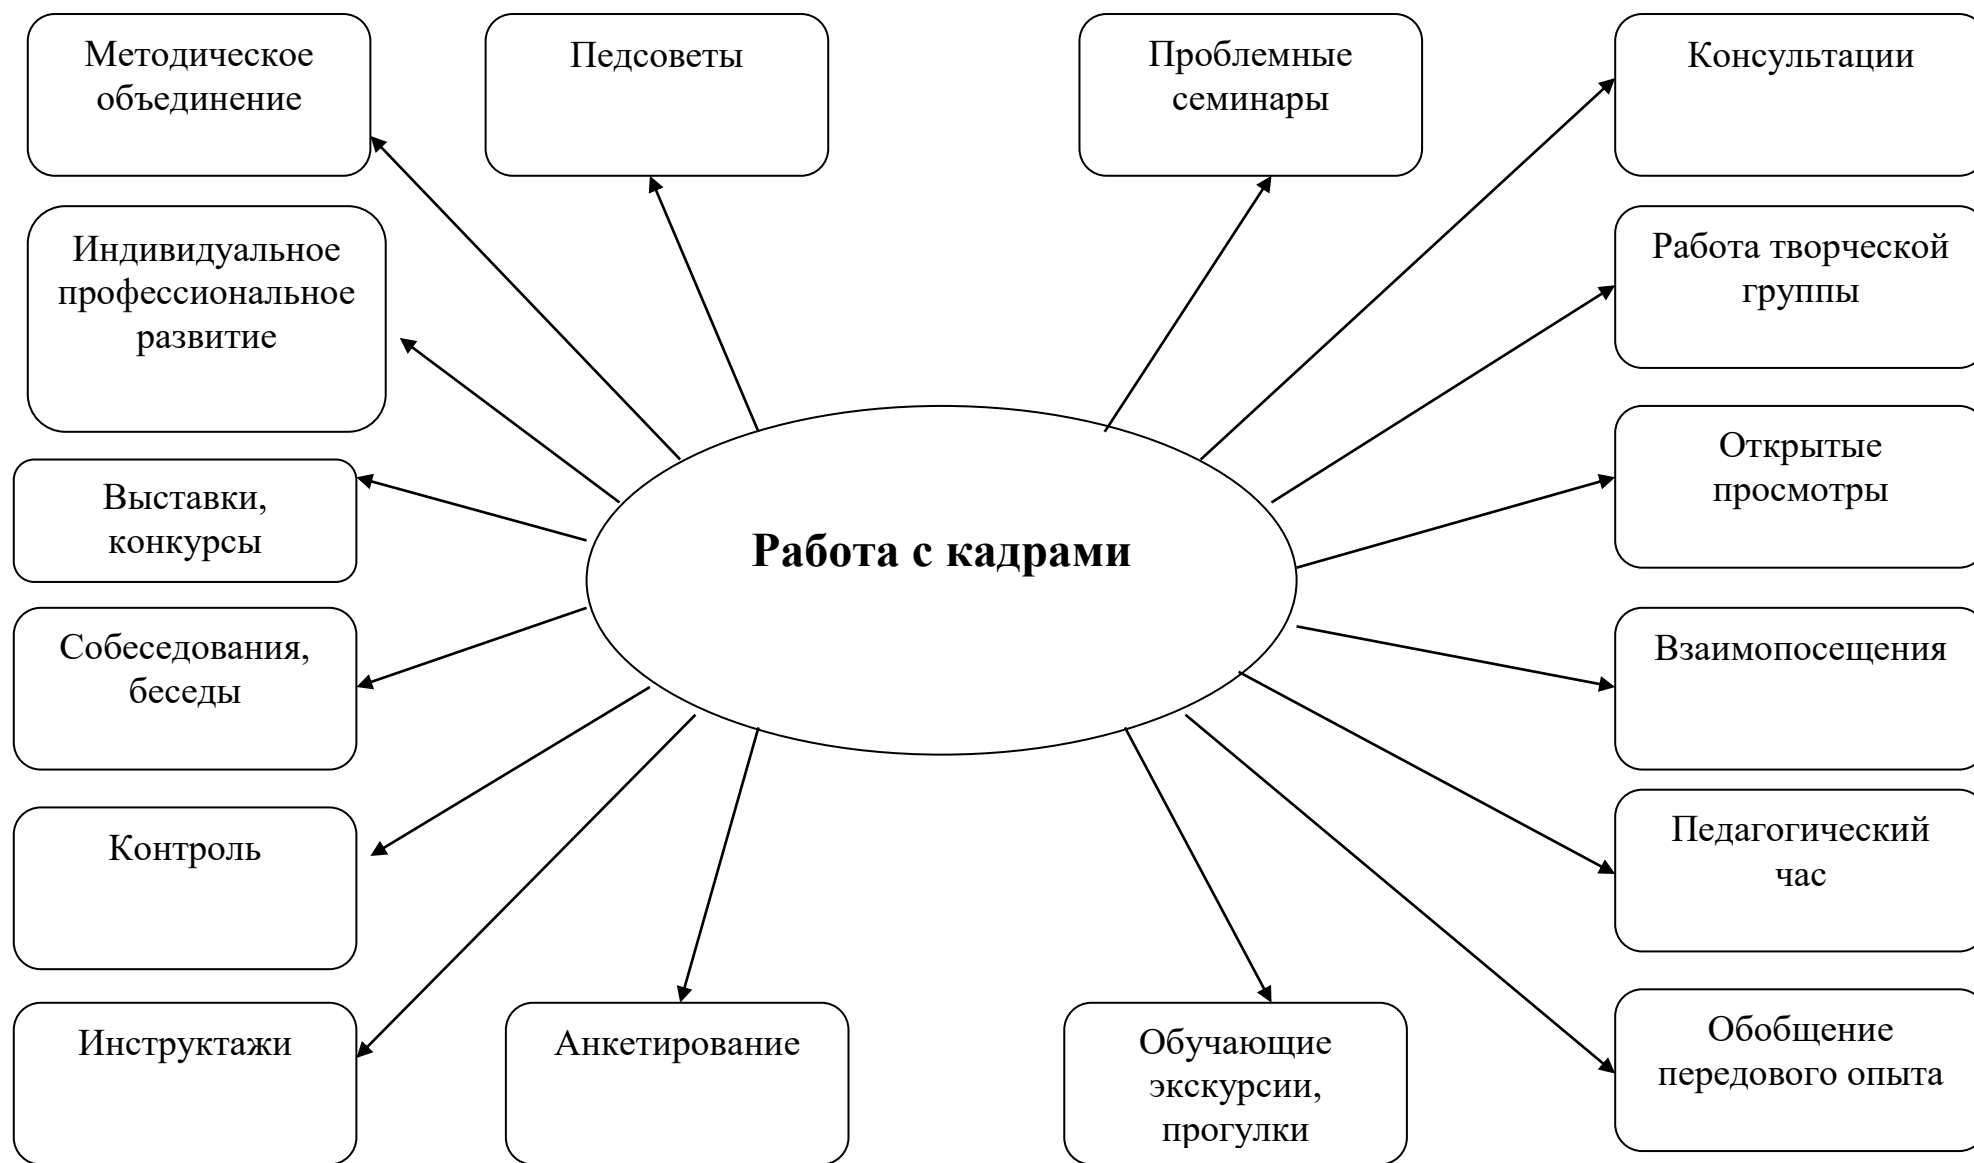 Методическое
объединение
Педсоветы
Проблемные
семинары
Консультации
Индивидуальное
профессиональное
развитие
Работа творческой
группы
Выставки,
конкурсы
Открытые
просмотры
Работа с кадрами
Собеседования,
беседы
Взаимопосещения
Контроль
Педагогический
час
Инструктажи
Анкетирование
Обучающие
экскурсии,
прогулки
Обобщение
передового опыта